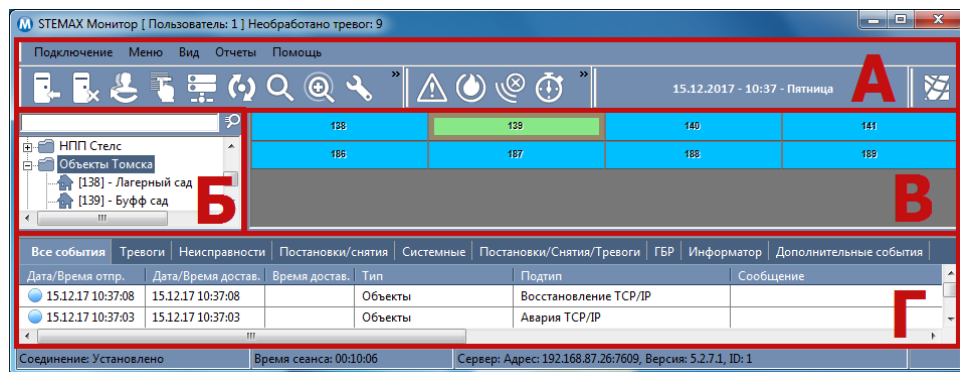 STEMAX Монитор [ Пользователь: 1 ] Необработано тревог: 9
Подключение Меню Вид Отчеты Помощь
» » 15.12.2017 - 10:37 - Пятница А
138 139 140 141
186 187 188 189
НПП Стелс
Объекты Томска
[138] - Лагерный сад
[139] - Буфф сад
Б
В
Все события Тревоги Неисправности Постановки/снятия Системные Постановки/Снятия/Тревоги ГБР Информатор Дополнительные события
Дата/Время отпр. Дата/Время достав. Время достав. Тип Подтип Сообщение
15.12.17 10:37:08 15.12.17 10:37:08 Объекты Восстановление TCP/IP
15.12.17 10:37:03 15.12.17 10:37:03 Объекты Авария TCP/IP
Г
Соединение: Установлено Время сеанса: 00:10:06 Сервер: Адрес: 192.168.87.26:7609, Версия: 5.2.7.1, ID: 1